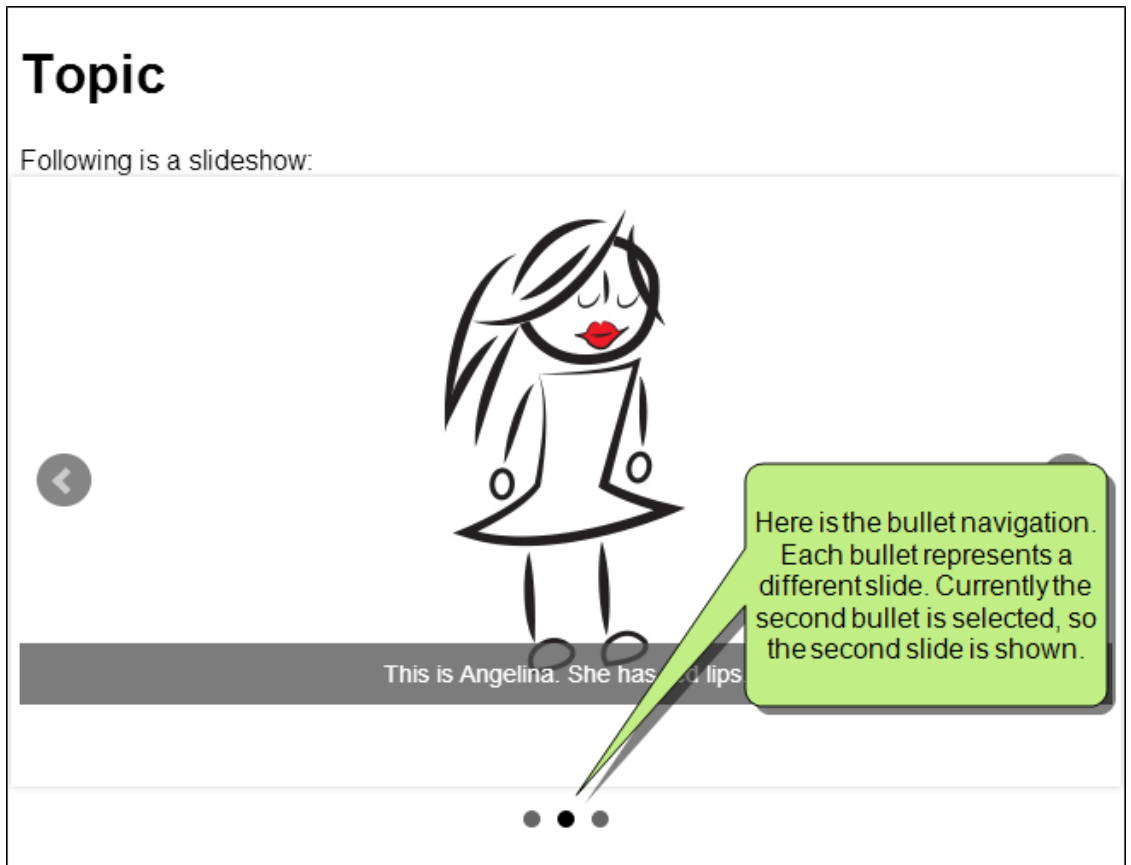 Topic
Following is a slideshow:
Here is the bullet navigation.
Each bullet represents a
different slide. Currently the
second bullet is selected, so
the second slide is shown.
This is Angelina. She has red lips.